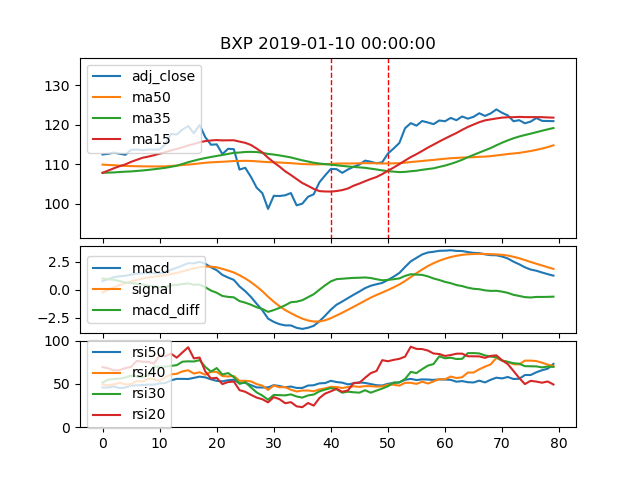 BXP 2019-01-10 00:00:00
130
120
110
100
adj_close
ma50
ma35
ma15
2.5
0.0
−2.5
macd
signal
macd_diff
100
50
0
rsi50
rsi40
rsi30
rsi20
0 10 20 30 40 50 60 70 80